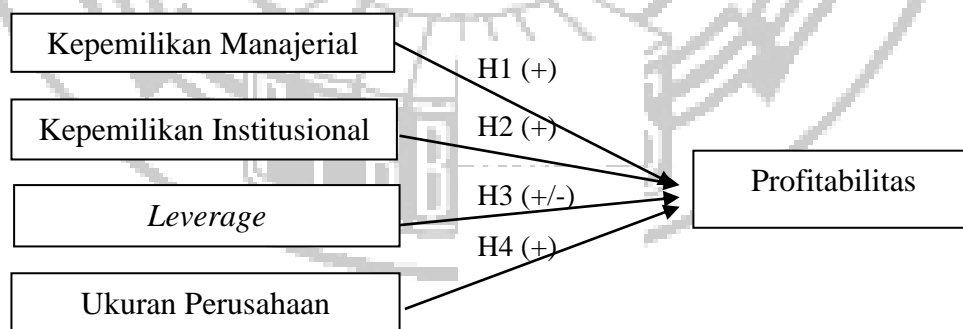 Kepemilikan Manajerial
H1 (+)
Kepemilikan Institusional
H2 (+)
Profitabilitas
Leverage
H3 (+/-)
H4 (+)
Ukuran Perusahaan